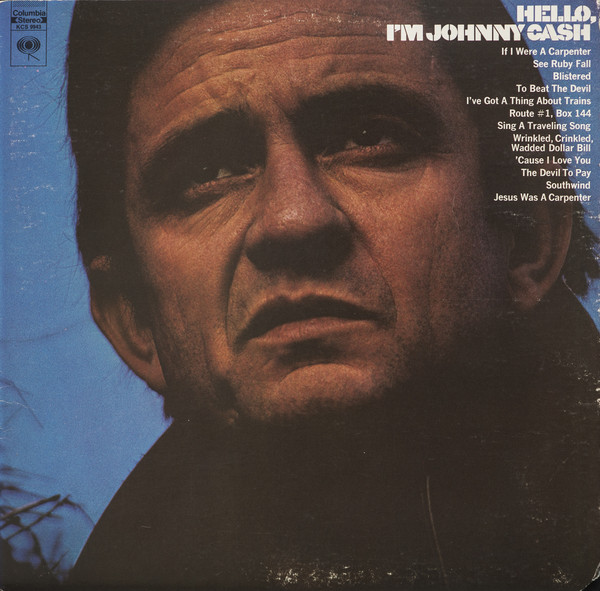 Columbia
Stereo
KCS 9943
HELLO,
I'M JOHNNY CASH
If I Were A Carpenter
See Ruby Fall
Blistered
To Beat The Devil
I've Got A Thing About Trains
Route #1, Box 144
Sing A Traveling Song
Wrinkled, Crinkled,
Wadded Dollar Bill
'Cause I Love You
The Devil To Pay
Southwind
Jesus Was A Carpenter